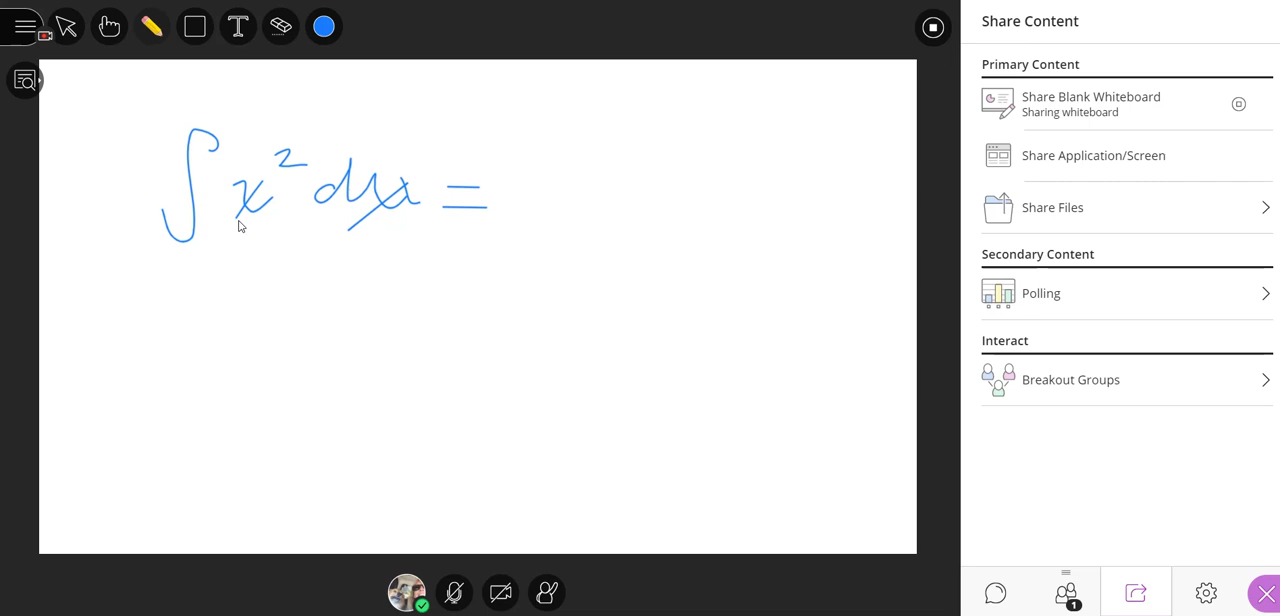 Share Content
Primary Content
Share Blank Whiteboard
Sharing whiteboard
Share Application/Screen
Share Files
Secondary Content
Polling
Interact
Breakout Groups
T
∫ x² dx =
1